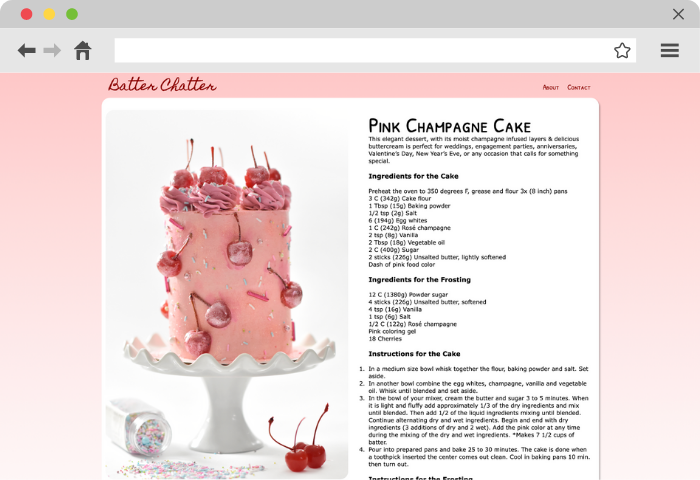 Batter Chatter
About Contact
Pink Champagne Cake
This elegant dessert, with its moist champagne infused layers & delicious
buttercream is perfect for weddings, engagement parties, anniversaries,
Valentine's Day, New Year's Eve, or any occasion that calls for something
special.
Ingredients for the Cake
Preheat the oven to 350 degrees F, grease and flour 3x (8 inch) pans
3 C (342g) Cake flour
1 Tbsp (15g) Baking powder
1/2 tsp (2g) Salt
6 (194g) Egg whites
1 C (242g) Rosé champagne
2 tsp (8g) Vanilla
2 Tbsp (18g) Vegetable oil
2 C (400g) Sugar
2 sticks (226g) Unsalted butter, lightly softened
Dash of pink food color
Ingredients for the Frosting
12 C (1380g) Powder sugar
4 sticks (226g) Unsalted butter, softened
4 tsp (16g) Vanilla
1 tsp (6g) Salt
1/2 C (122g) Rosé champagne
Pink coloring gel
18 Cherries
Instructions for the Cake
1. In a medium size bowl whisk together the flour, baking powder and salt. Set
aside.
2. In another bowl combine the egg whites, champagne, vanilla and vegetable
oil. Whisk until blended and set aside.
3. In the bowl of your mixer, cream the butter and sugar 3 to 5 minutes. When
it is light and fluffy add approximately 1/3 of the dry ingredients and mix
until blended. Then add 1/2 of the liquid ingredients mixing until blended.
Continue alternating dry and wet ingredients. Begin and end with dry
ingredients (3 additions of dry and 2 wet). Add the pink color at any time
during the mixing of the dry and wet ingredients. *Makes 7 1/2 cups of
batter.
4. Pour into prepared pans and bake 25 to 30 minutes. The cake is done when
a toothpick inserted the center comes out clean. Cool in baking pans 10 min.
then turn out.
Instructions for the Frosting